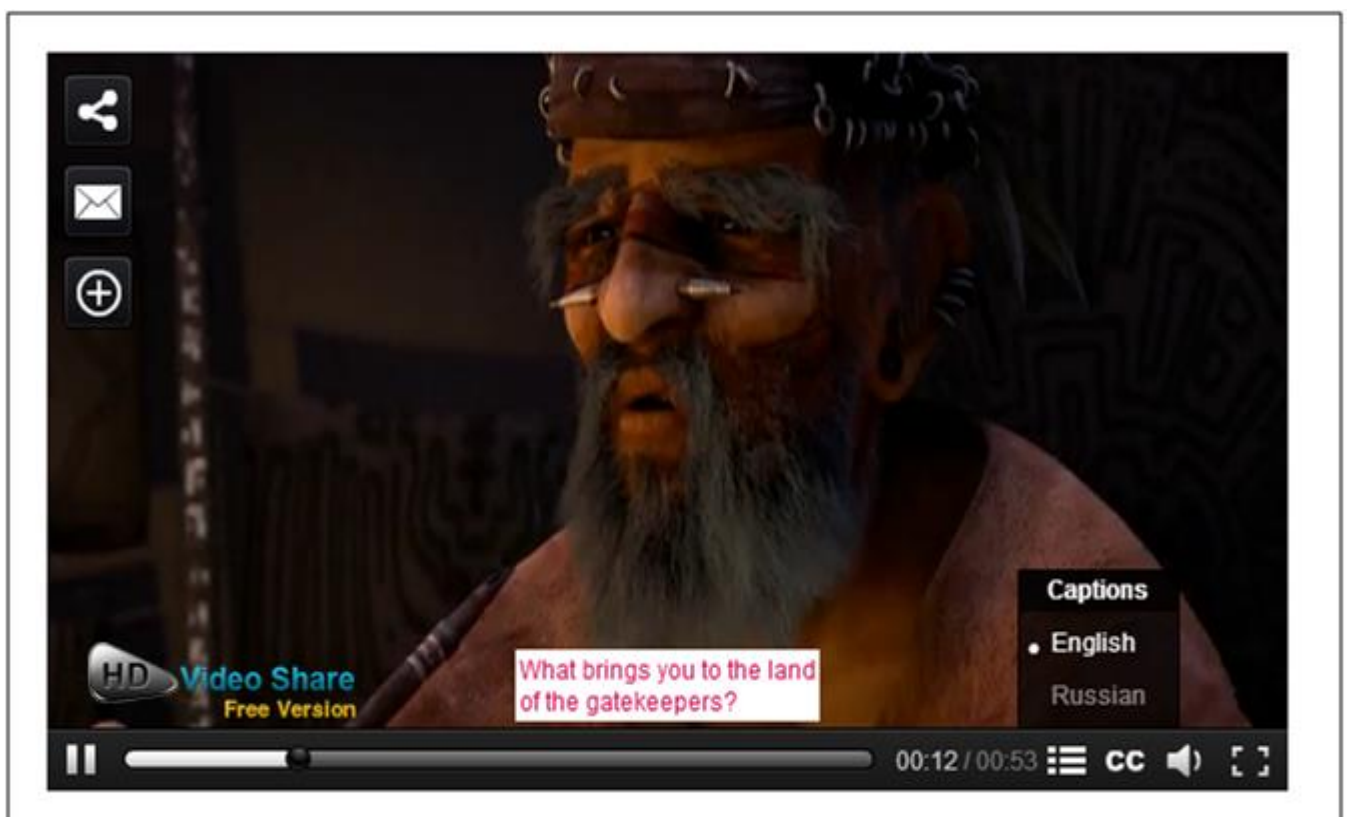 HD Video Share
Free Version
What brings you to the land
of the gatekeepers?
Captions
English
Russian
00:12 / 00:53
CC